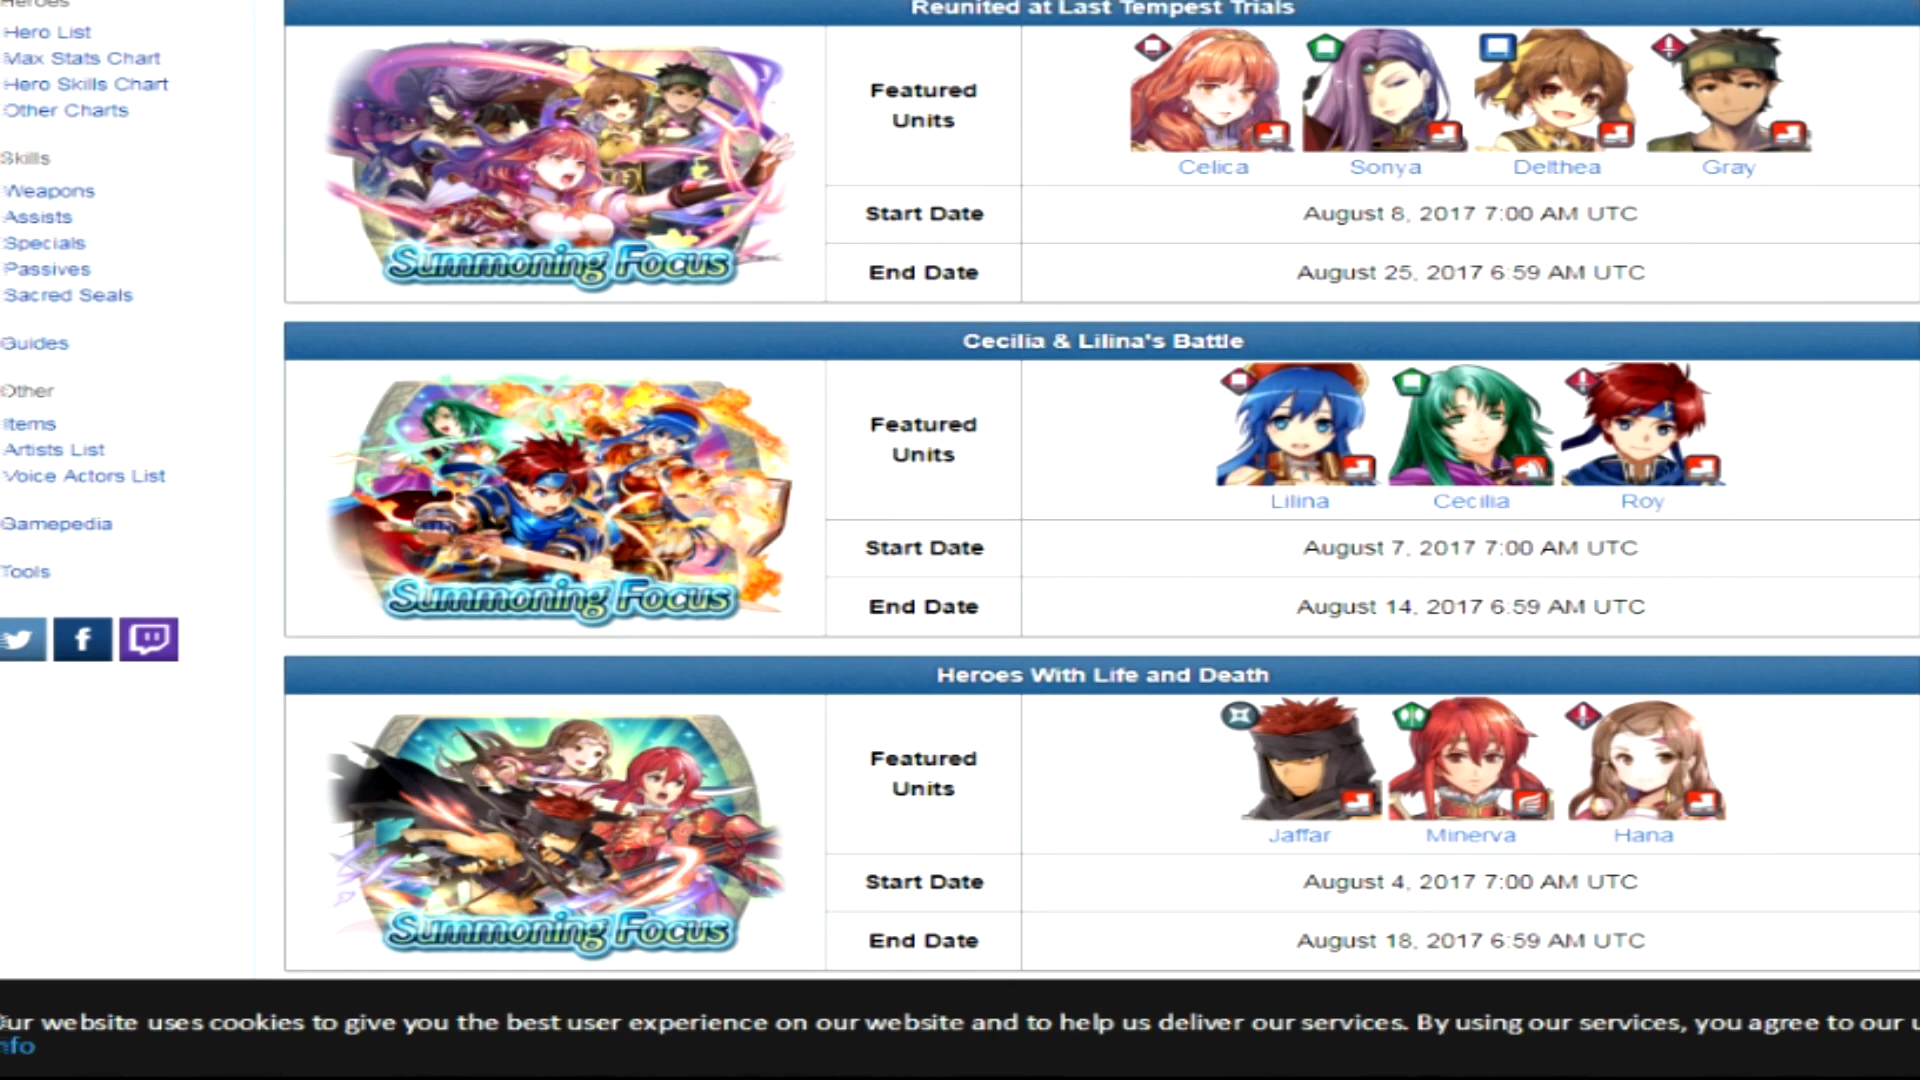 Heroes
Hero List
Max Stats Chart
Hero Skills Chart
Other Charts
Skills
Weapons
Assists
Specials
Passives
Sacred Seals
Guides
Other
Items
Artists List
Voice Actors List
Gamepedia
Tools
Reunited at Last Tempest Trials
Summoning Focus
Featured
Units
Celica Sonya Delthea Gray
Start Date August 8, 2017 7:00 AM UTC
End Date August 25, 2017 6:59 AM UTC
Cecilia & Lilina's Battle
Summoning Focus
Featured
Units
Lilina Cecilia Roy
Start Date August 7, 2017 7:00 AM UTC
End Date August 14, 2017 6:59 AM UTC
Heroes With Life and Death
Summoning Focus
Featured
Units
Jaffar Minerva Hana
Start Date August 4, 2017 7:00 AM UTC
End Date August 18, 2017 6:59 AM UTC
Our website uses cookies to give you the best user experience on our website and to help us deliver our services. By using our services, you agree to our u
nfo